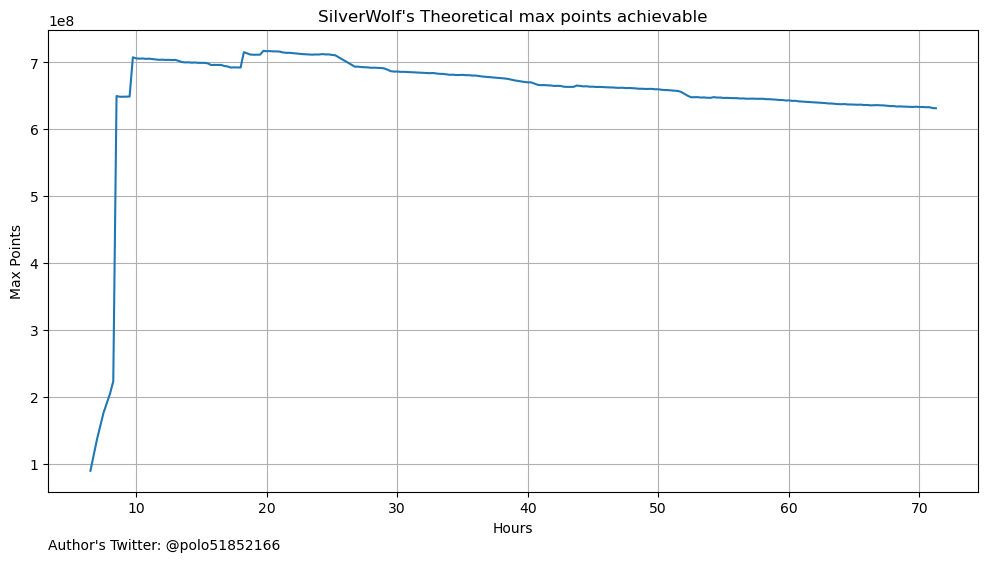 SilverWolf's Theoretical max points achievable
1e8
7
6
5
4
3
2
1
Max Points
10 20 30 40 50 60 70
Hours
Author's Twitter: @polo51852166